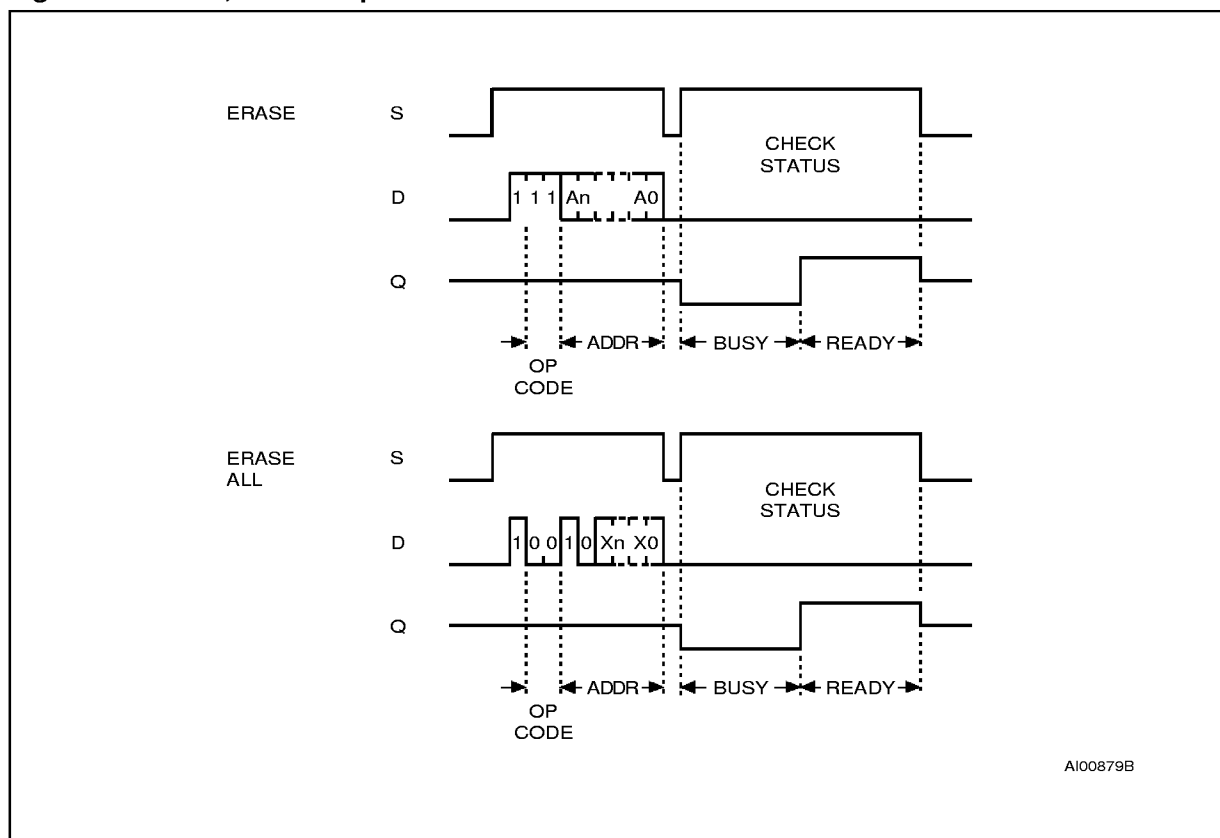 ERASE S
CHECK
STATUS
D 1 1 1 An A0
Q
ADDR BUSY READY
OP
CODE
ERASE
ALL
S
CHECK
STATUS
D 1 0 0 1 0 Xn X0
Q
ADDR BUSY READY
OP
CODE
AI00879B